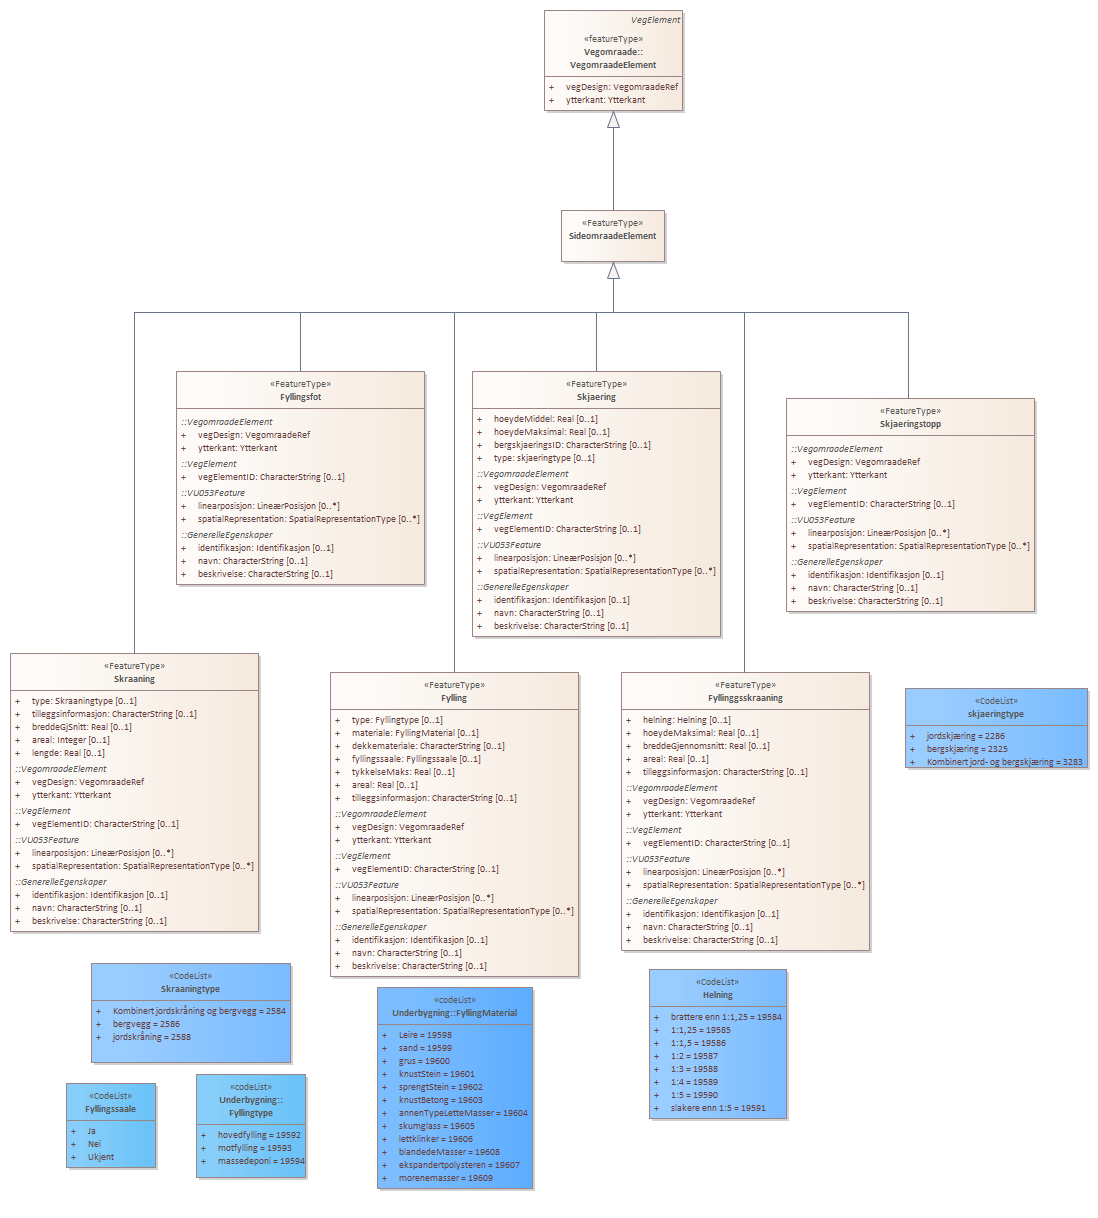 VegElement
«featureType»
Vegomraade::
VegomraadeElement
+ vegDesign: VegomraadeRef
+ ytterkant: Ytterkant
«FeatureType»
SideomraadeElement
«FeatureType»
Fyllingsfot
::VegomraadeElement
+ vegDesign: VegomraadeRef
+ ytterkant: Ytterkant
::VegElement
+ vegElementID: CharacterString [0..1]
::VU053Feature
+ linearposisjon: LineærPosisjon [0..*]
+ spatialRepresentation: SpatialRepresentationType [0..*]
::GenerelleEgenskaper
+ identifikasjon: Identifikasjon [0..1]
+ navn: CharacterString [0..1]
+ beskrivelse: CharacterString [0..1]
«FeatureType»
Skjaering
+ hoeydeMiddel: Real [0..1]
+ hoeydeMaksimal: Real [0..1]
+ bergskjaeringsID: CharacterString [0..1]
+ type: skjaeringtype [0..1]
::VegomraadeElement
+ vegDesign: VegomraadeRef
+ ytterkant: Ytterkant
::VegElement
+ vegElementID: CharacterString [0..1]
::VU053Feature
+ linearposisjon: LineærPosisjon [0..*]
+ spatialRepresentation: SpatialRepresentationType [0..*]
::GenerelleEgenskaper
+ identifikasjon: Identifikasjon [0..1]
+ navn: CharacterString [0..1]
+ beskrivelse: CharacterString [0..1]
«FeatureType»
Skjaeringstopp
::VegomraadeElement
+ vegDesign: VegomraadeRef
+ ytterkant: Ytterkant
::VegElement
+ vegElementID: CharacterString [0..1]
::VU053Feature
+ linearposisjon: LineærPosisjon [0..*]
+ spatialRepresentation: SpatialRepresentationType [0..*]
::GenerelleEgenskaper
+ identifikasjon: Identifikasjon [0..1]
+ navn: CharacterString [0..1]
+ beskrivelse: CharacterString [0..1]
«FeatureType»
Skraaning
+ type: Skraaningtype [0..1]
+ tilleggsinformasjon: CharacterString [0..1]
+ breddeGjSnitt: Real [0..1]
+ areal: Integer [0..1]
+ lengde: Real [0..1]
::VegomraadeElement
+ vegDesign: VegomraadeRef
+ ytterkant: Ytterkant
::VegElement
+ vegElementID: CharacterString [0..1]
::VU053Feature
+ linearposisjon: LineærPosisjon [0..*]
+ spatialRepresentation: SpatialRepresentationType [0..*]
::GenerelleEgenskaper
+ identifikasjon: Identifikasjon [0..1]
+ navn: CharacterString [0..1]
+ beskrivelse: CharacterString [0..1]
«FeatureType»
Fylling
+ type: Fyllingtype [0..1]
+ materiale: FyllingMaterial [0..1]
+ dekkemateriale: CharacterString [0..1]
+ fyllingssaale: Fyllingssaale [0..1]
+ tykkelseMaks: Real [0..1]
+ areal: Real [0..1]
+ tilleggsinformasjon: CharacterString [0..1]
::VegomraadeElement
+ vegDesign: VegomraadeRef
+ ytterkant: Ytterkant
::VegElement
+ vegElementID: CharacterString [0..1]
::VU053Feature
+ linearposisjon: LineærPosisjon [0..*]
+ spatialRepresentation: SpatialRepresentationType [0..*]
::GenerelleEgenskaper
+ identifikasjon: Identifikasjon [0..1]
+ navn: CharacterString [0..1]
+ beskrivelse: CharacterString [0..1]
«FeatureType»
Fyllinggsskraaning
+ helning: Helning [0..1]
+ hoeydeMaksimal: Real [0..1]
+ breddeGjennomsnitt: Real [0..1]
+ areal: Real [0..1]
+ tilleggsinformasjon: CharacterString [0..1]
::VegomraadeElement
+ vegDesign: VegomraadeRef
+ ytterkant: Ytterkant
::VegElement
+ vegElementID: CharacterString [0..1]
::VU053Feature
+ linearposisjon: LineærPosisjon [0..*]
+ spatialRepresentation: SpatialRepresentationType [0..*]
::GenerelleEgenskaper
+ identifikasjon: Identifikasjon [0..1]
+ navn: CharacterString [0..1]
+ beskrivelse: CharacterString [0..1]
«CodeList»
skjaeringtype
+ jordskjæring = 2286
+ bergskjæring = 2325
+ Kombinert jord- og bergskjæring = 3283
«CodeList»
Skraaningtype
+ Kombinert jordskråning og bergvegg = 2584
+ bergvegg = 2586
+ jordskråning = 2588
«CodeList»
Fyllingssaale
+ Ja
+ Nei
+ Ukjent
«codeList»
Underbygning::
Fyllingtype
+ hovedfylling = 19592
+ motfylling = 19593
+ massedeponi = 19594
«codeList»
Underbygning::FyllingMaterial
+ Leire = 19598
+ sand = 19599
+ grus = 19600
+ knustStein = 19601
+ sprengtStein = 19602
+ knustBetong = 19603
+ annenTypeLetteMasser = 19604
+ skumglass = 19605
+ lettklinker = 19606
+ blandedeMasser = 19608
+ ekspandertpolysteren = 19607
+ morenemasser = 19609
«CodeList»
Helning
+ brattere enn 1:1,25 = 19584
+ 1:1,25 = 19585
+ 1:1,5 = 19586
+ 1:2 = 19587
+ 1:3 = 19588
+ 1:4 = 19589
+ 1:5 = 19590
+ slakere enn 1:5 = 19591